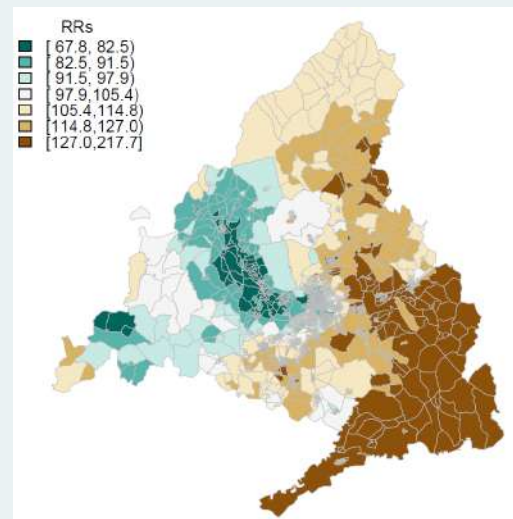 RRs
[ 67.8, 82.5)
[ 82.5, 91.5)
[ 91.5, 97.9)
[ 97.9,105.4)
[105.4,114.8)
[114.8,127.0)
[127.0,217.7]